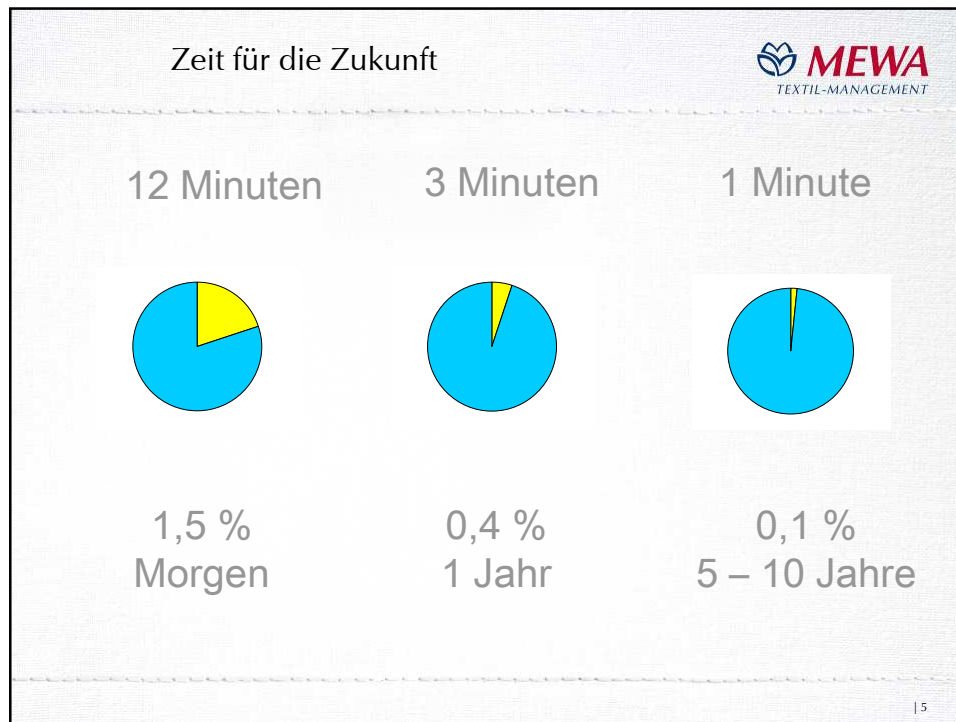 Zeit für die Zukunft
MEWA
TEXTIL-MANAGEMENT
12 Minuten
3 Minuten
1 Minute
1,5 %
Morgen
0,4 %
1 Jahr
0,1 %
5 – 10 Jahre
| 5